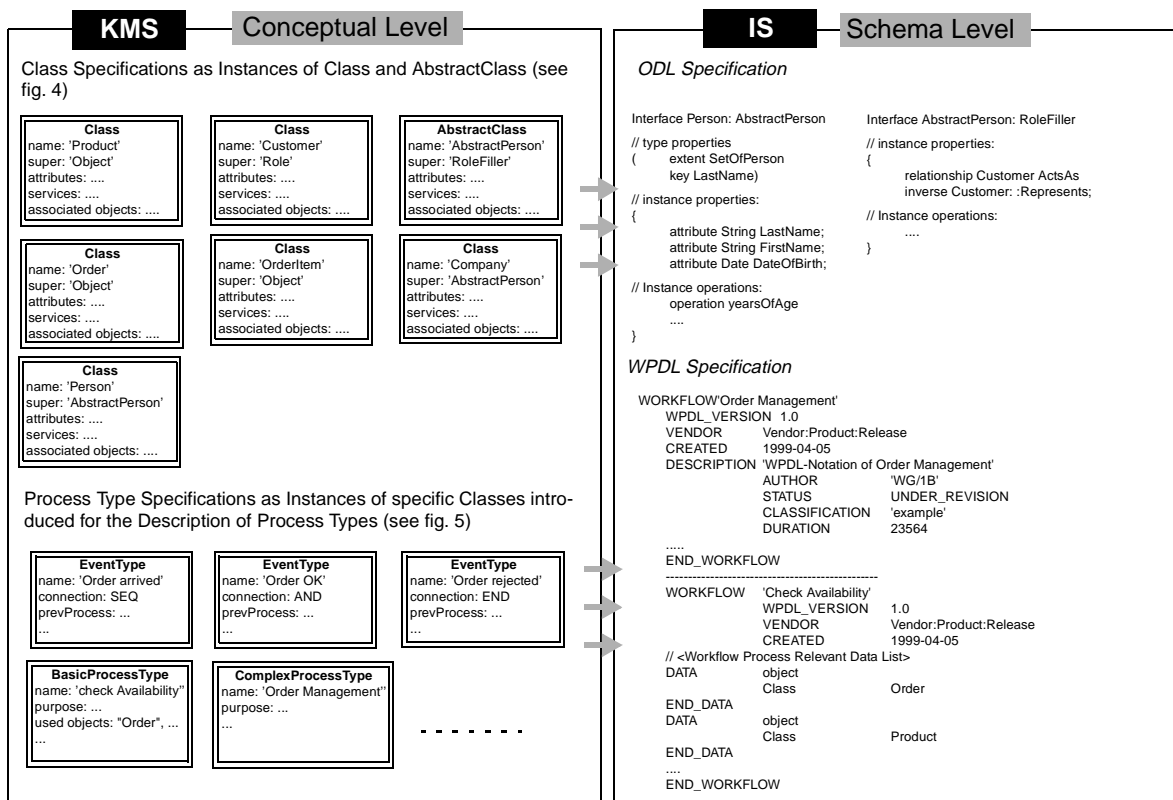 KMS Conceptual Level
Class Specifications as Instances of Class and AbstractClass (see
fig. 4)
Class
name: 'Product'
super: 'Object'
attributes: ....
services: ....
associated objects: ....
Class
name: 'Customer'
super: 'Role'
attributes: ....
services: ....
associated objects: ....
AbstractClass
name: 'AbstractPerson'
super: 'RoleFiller'
attributes: ....
services: ....
associated objects: ....
Class
name: 'Order'
super: 'Object'
attributes: ....
services: ....
associated objects: ....
Class
name: 'OrderItem'
super: 'Object'
attributes: ....
services: ....
associated objects: ....
Class
name: 'Company'
super: 'AbstractPerson'
attributes: ....
services: ....
associated objects: ....
Class
name: 'Person'
super: 'AbstractPerson'
attributes: ....
services: ....
associated objects: ....
Process Type Specifications as Instances of specific Classes intro-
duced for the Description of Process Types (see fig. 5)
EventType
name: 'Order arrived'
connection: SEQ
prevProcess: ...
...
EventType
name: 'Order OK'
connection: AND
prevProcess: ...
...
EventType
name: 'Order rejected'
connection: END
prevProcess: ...
...
BasicProcessType
name: 'check Availability''
purpose: ...
used objects: "Order", ...
...
ComplexProcessType
name: 'Order Management''
purpose: ...
...
IS Schema Level
ODL Specification
Interface Person: AbstractPerson
// type properties
( extent SetOfPerson
key LastName)
// instance properties:
{
attribute String LastName;
attribute String FirstName;
attribute Date DateOfBirth;
// Instance operations:
operation yearsOfAge
....
}
Interface AbstractPerson: RoleFiller
// instance properties:
{
relationship Customer ActsAs
inverse Customer: :Represents;
// Instance operations:
....
}
WPDL Specification
WORKFLOW'Order Management'
WPDL_VERSION 1.0
VENDOR Vendor:Product:Release
CREATED 1999-04-05
DESCRIPTION 'WPDL-Notation of Order Management'
AUTHOR 'WG/1B'
STATUS UNDER_REVISION
CLASSIFICATION 'example'
DURATION 23564
.....
END_WORKFLOW
------------------------------------------------
WORKFLOW 'Check Availability'
WPDL_VERSION 1.0
VENDOR Vendor:Product:Release
CREATED 1999-04-05
// <Workflow Process Relevant Data List>
DATA object
Class Order
END_DATA
DATA object
Class Product
END_DATA
....
END_WORKFLOW